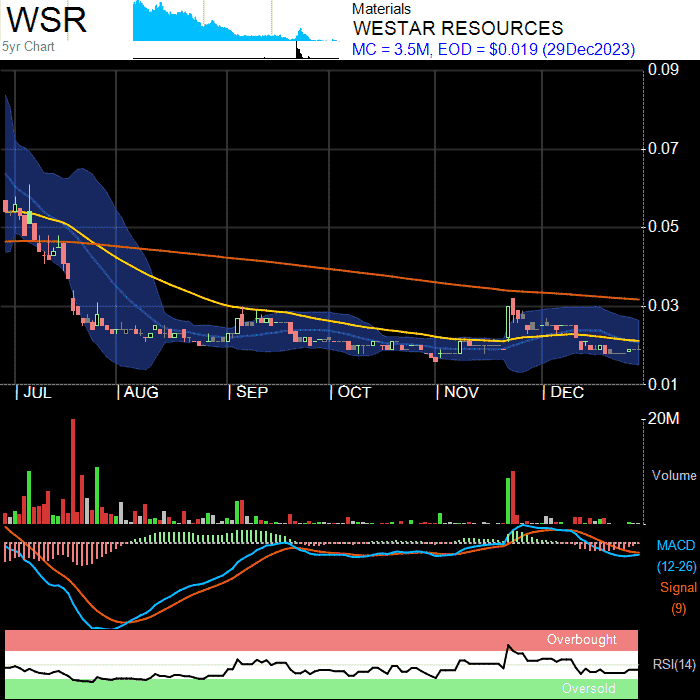 WSR
5yr Chart
Materials
WESTAR RESOURCES
MC = 3.5M, EOD = $0.019 (29Dec2023)
0.09
0.07
0.05
0.03
0.01
JUL AUG SEP OCT NOV DEC
20M
Volume
MACD
(12-26)
Signal
(9)
Overbought
RSI(14)
Oversold